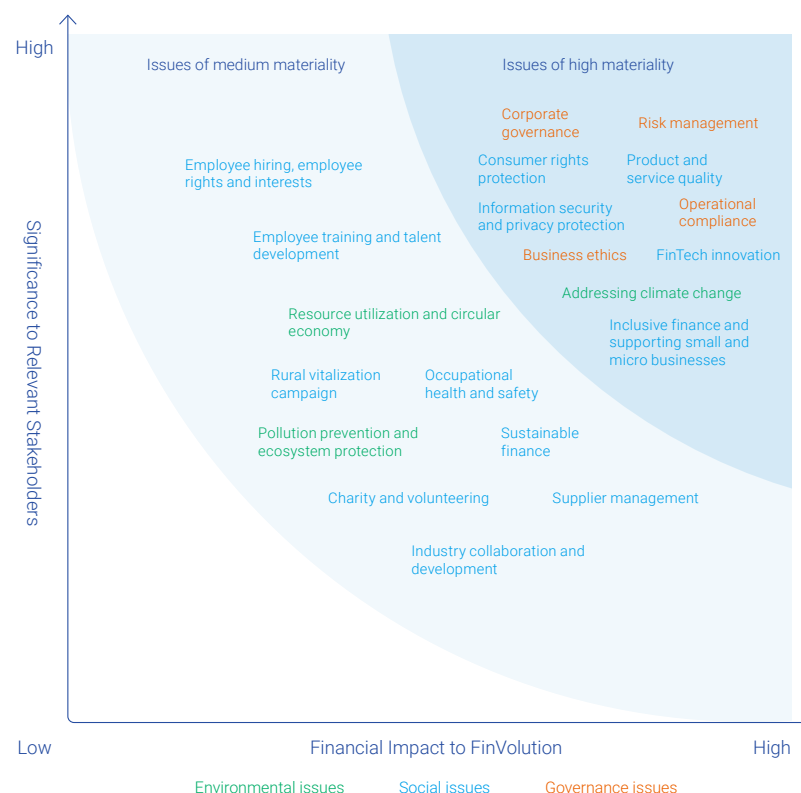 High
Issues of medium materiality
Issues of high materiality
Corporate
governance
Risk management
Employee hiring, employee
rights and interests
Consumer rights
protection
Product and
service quality
Information security
and privacy protection
Operational
compliance
Employee training and talent
development
Business ethics
FinTech innovation
Addressing climate change
Resource utilization and circular
economy
Inclusive finance and
supporting small and
micro businesses
Rural vitalization
campaign
Occupational
health and safety
Pollution prevention and
ecosystem protection
Sustainable
finance
Charity and volunteering
Supplier management
Industry collaboration and
development
Significance to Relevant Stakeholders
Low
Financial Impact to FinVolution
High
Environmental issues
Social issues
Governance issues